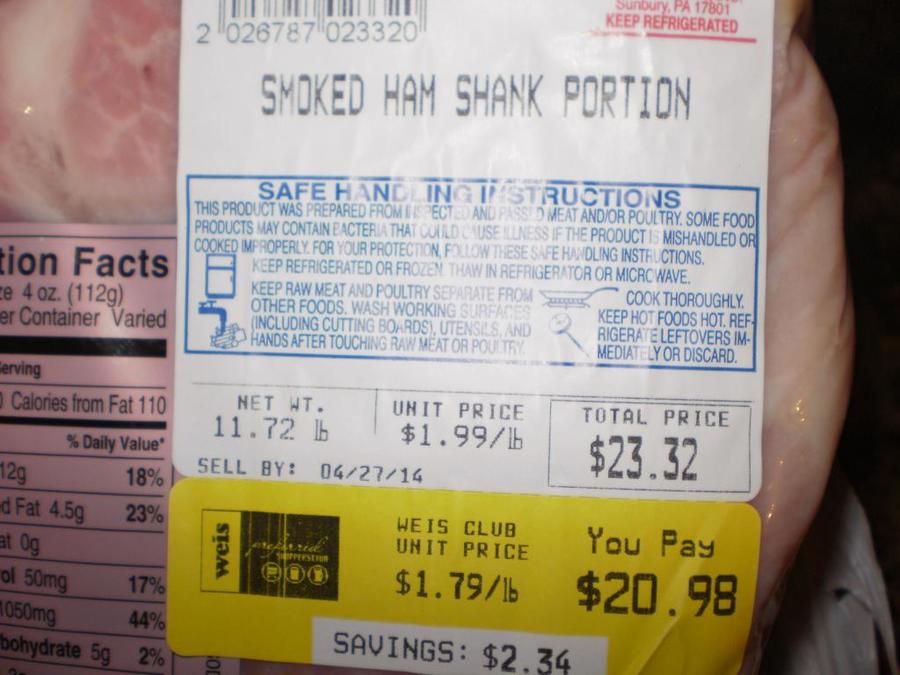 Sunbury, PA 17801
KEEP REFRIGERATED
2 026787 023320
SMOKED HAM SHANK PORTION
SAFE HANDLING INSTRUCTIONS
THIS PRODUCT WAS PREPARED FROM INSPECTED AND PASSED MEAT AND/OR POULTRY. SOME FOOD
PRODUCTS MAY CONTAIN BACTERIA THAT COULD CAUSE ILLNESS IF THE PRODUCT IS MISHANDLED OR
COOKED IMPROPERLY. FOR YOUR PROTECTION, FOLLOW THESE SAFE HANDLING INSTRUCTIONS.
KEEP REFRIGERATED OR FROZEN. THAW IN REFRIGERATOR OR MICROWAVE.
KEEP RAW MEAT AND POULTRY SEPARATE FROM
OTHER FOODS. WASH WORKING SURFACES
(INCLUDING CUTTING BOARDS), UTENSILS, AND
HANDS AFTER TOUCHING RAW MEAT OR POULTRY.
COOK THOROUGHLY.
KEEP HOT FOODS HOT. REF-
RIGERATE LEFTOVERS IM-
MEDIATELY OR DISCARD.
NET WT.
11.72 lb
UNIT PRICE
$1.99/lb
TOTAL PRICE
$23.32
SELL BY: 04/27/14
weis
preferred
SHOPPERS CLUB
WEIS CLUB
UNIT PRICE
$1.79/lb
You Pay
$20.98
SAVINGS: $2.34
tion Facts
ze 4 oz. (112g)
er Container Varied
Serving
0 Calories from Fat 110
% Daily Value*
12g 18%
d Fat 4.5g 23%
at 0g
ol 50mg 17%
1050mg 44%
bohydrate 5g 2%